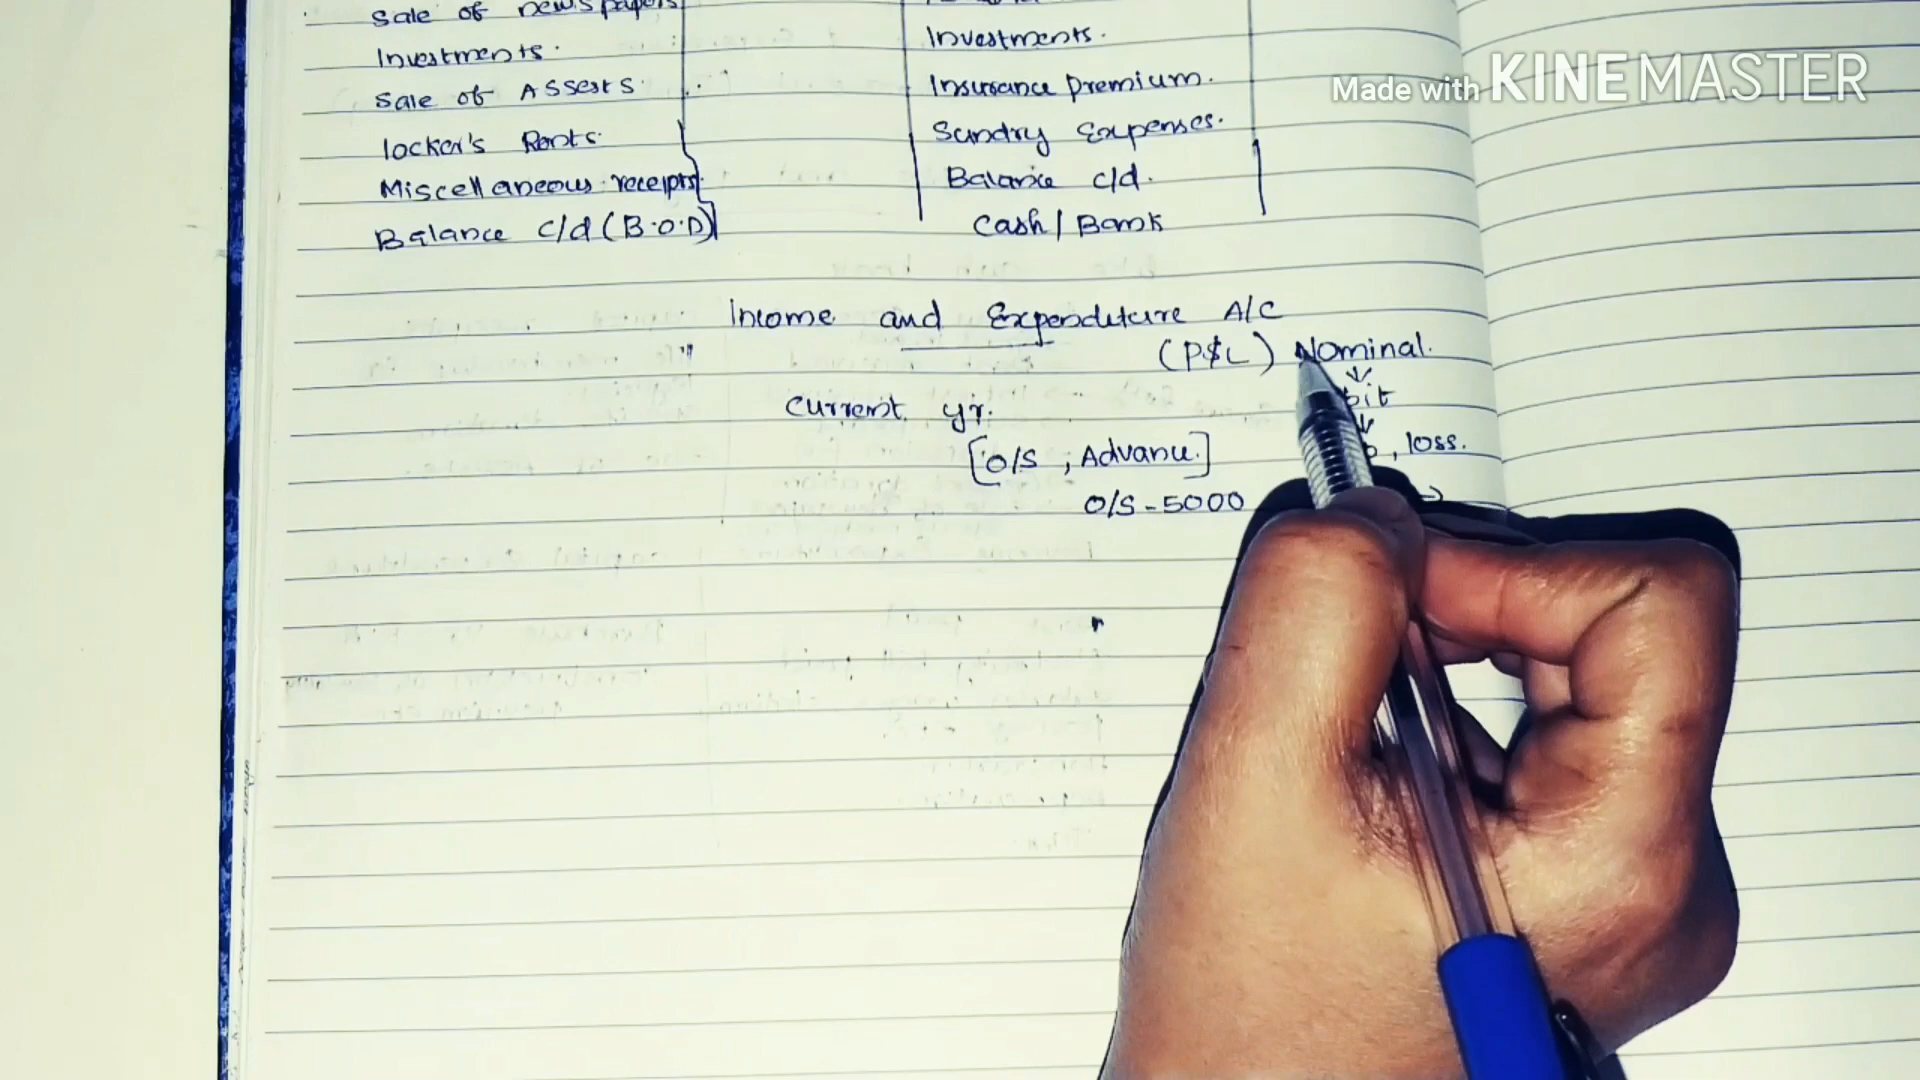 Sale of newspapers
Investments.
Sale of Assests.
locker's Rents.
Miscellaneous receipts.
Balance c/d (B.O.D)
Investments.
Insurance premium.
Sundry Expenses.
Balance c/d.
Cash/Bank
Made with KINEMASTER
Income and Expenditure A/C
(P$L) Nominal.
current yr.
[O/S , Advance.]
, loss.
O/S - 5000